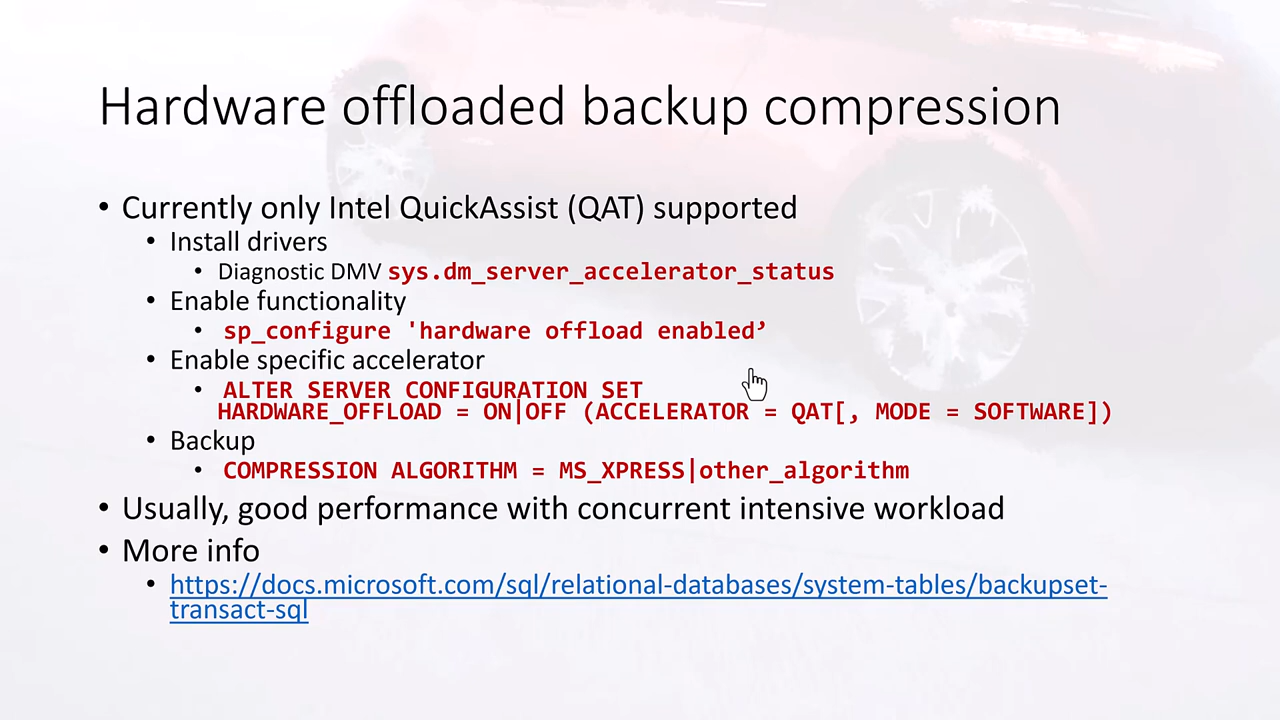 Hardware offloaded backup compression
• Currently only Intel QuickAssist (QAT) supported
• Install drivers
• Diagnostic DMV sys.dm_server_accelerator_status
• Enable functionality
• sp_configure 'hardware offload enabled’
• Enable specific accelerator
• ALTER SERVER CONFIGURATION SET
HARDWARE_OFFLOAD = ON|OFF (ACCELERATOR = QAT[, MODE = SOFTWARE])
• Backup
• COMPRESSION ALGORITHM = MS_XPRESS|other_algorithm
• Usually, good performance with concurrent intensive workload
• More info
• https://docs.microsoft.com/sql/relational-databases/system-tables/backupset-
transact-sql